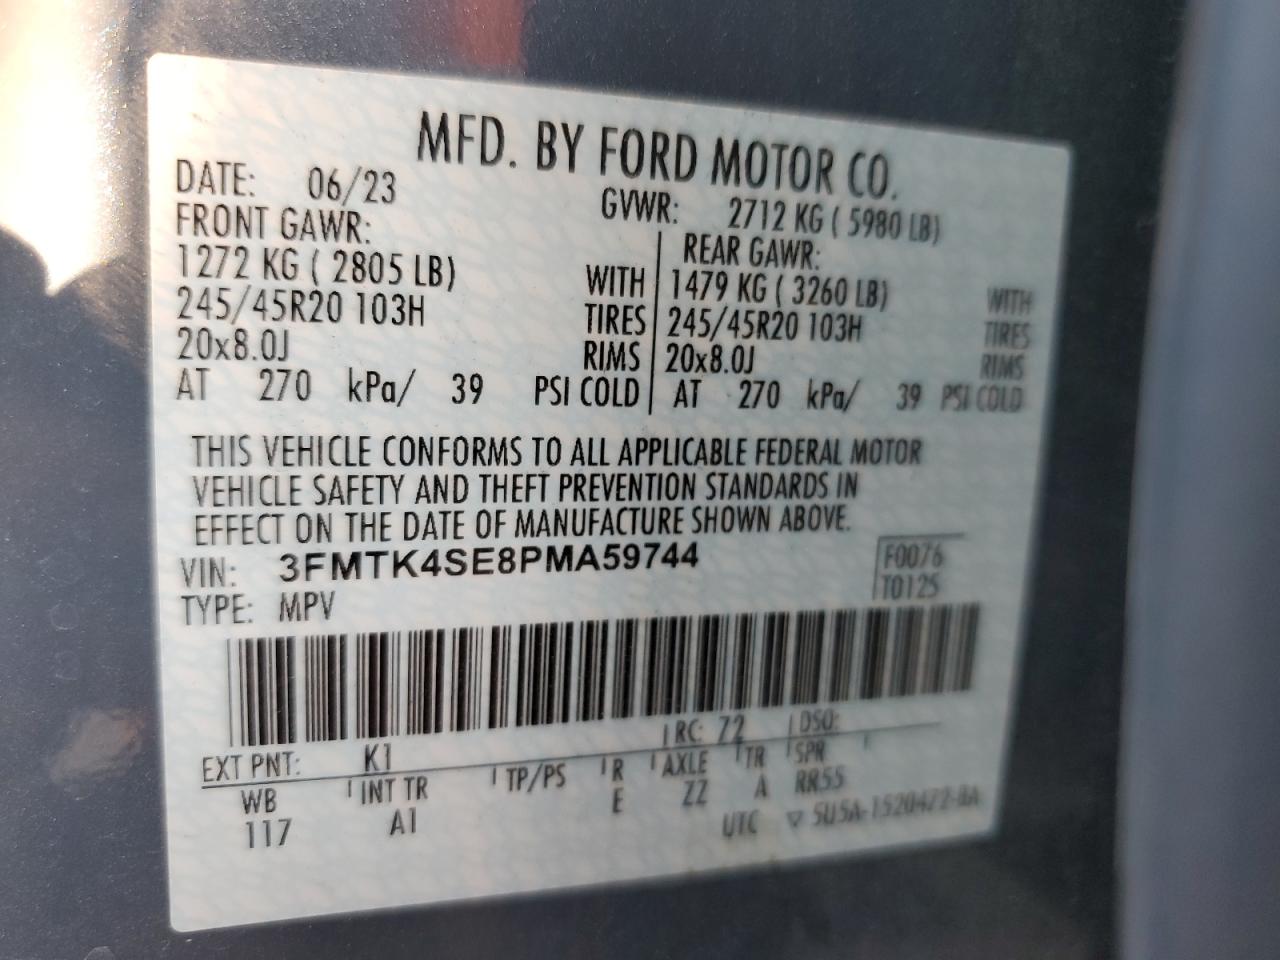 MFD. BY FORD MOTOR CO.
DATE: 06/23 GVWR: 2712 KG ( 5980 LB)
FRONT GAWR: REAR GAWR:
1272 KG ( 2805 LB) WITH 1479 KG ( 3260 LB) WITH
245/45R20 103H TIRES 245/45R20 103H TIRES
20x8.0J RIMS 20x8.0J RIMS
AT 270 kPa/ 39 PSI COLD AT 270 kPa/ 39 PSI COLD
THIS VEHICLE CONFORMS TO ALL APPLICABLE FEDERAL MOTOR
VEHICLE SAFETY AND THEFT PREVENTION STANDARDS IN
EFFECT ON THE DATE OF MANUFACTURE SHOWN ABOVE.
VIN: 3FMTK4SE8PMA59744 F0076
TYPE: MPV T0125
EXT PNT: K1 RC: 72 DSO:
WB INT TR TP/PS R AXLE TR SPR
117 A1 E ZZ A RR55
UTC ▽ 5U5A-1520472-BA